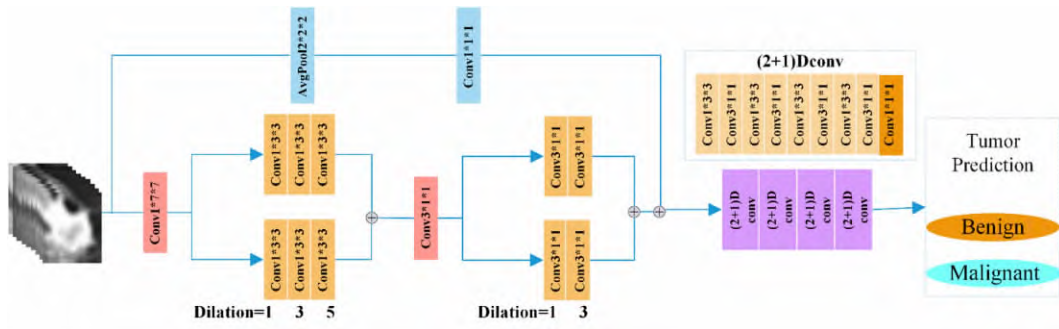 AvgPool2*2*2
Conv1*1*1
(2+1)Dconv
Conv1*3*3
Conv3*1*1
Conv1*3*3
Conv3*1*1
Conv1*3*3
Conv3*1*1
Conv1*3*3
Conv3*1*1
Conv1*1*1
Conv1*7*7
Conv1*3*3
Conv1*3*3
Conv1*3*3
Conv1*3*3
Conv1*3*3
Conv1*3*3
Dilation=1 3 5
Conv3*1*1
Conv3*1*1
Conv3*1*1
Conv3*1*1
Conv3*1*1
Dilation=1 3
(2+1)D
conv
(2+1)D
conv
(2+1)D
conv
(2+1)D
conv
Tumor
Prediction
Benign
Malignant